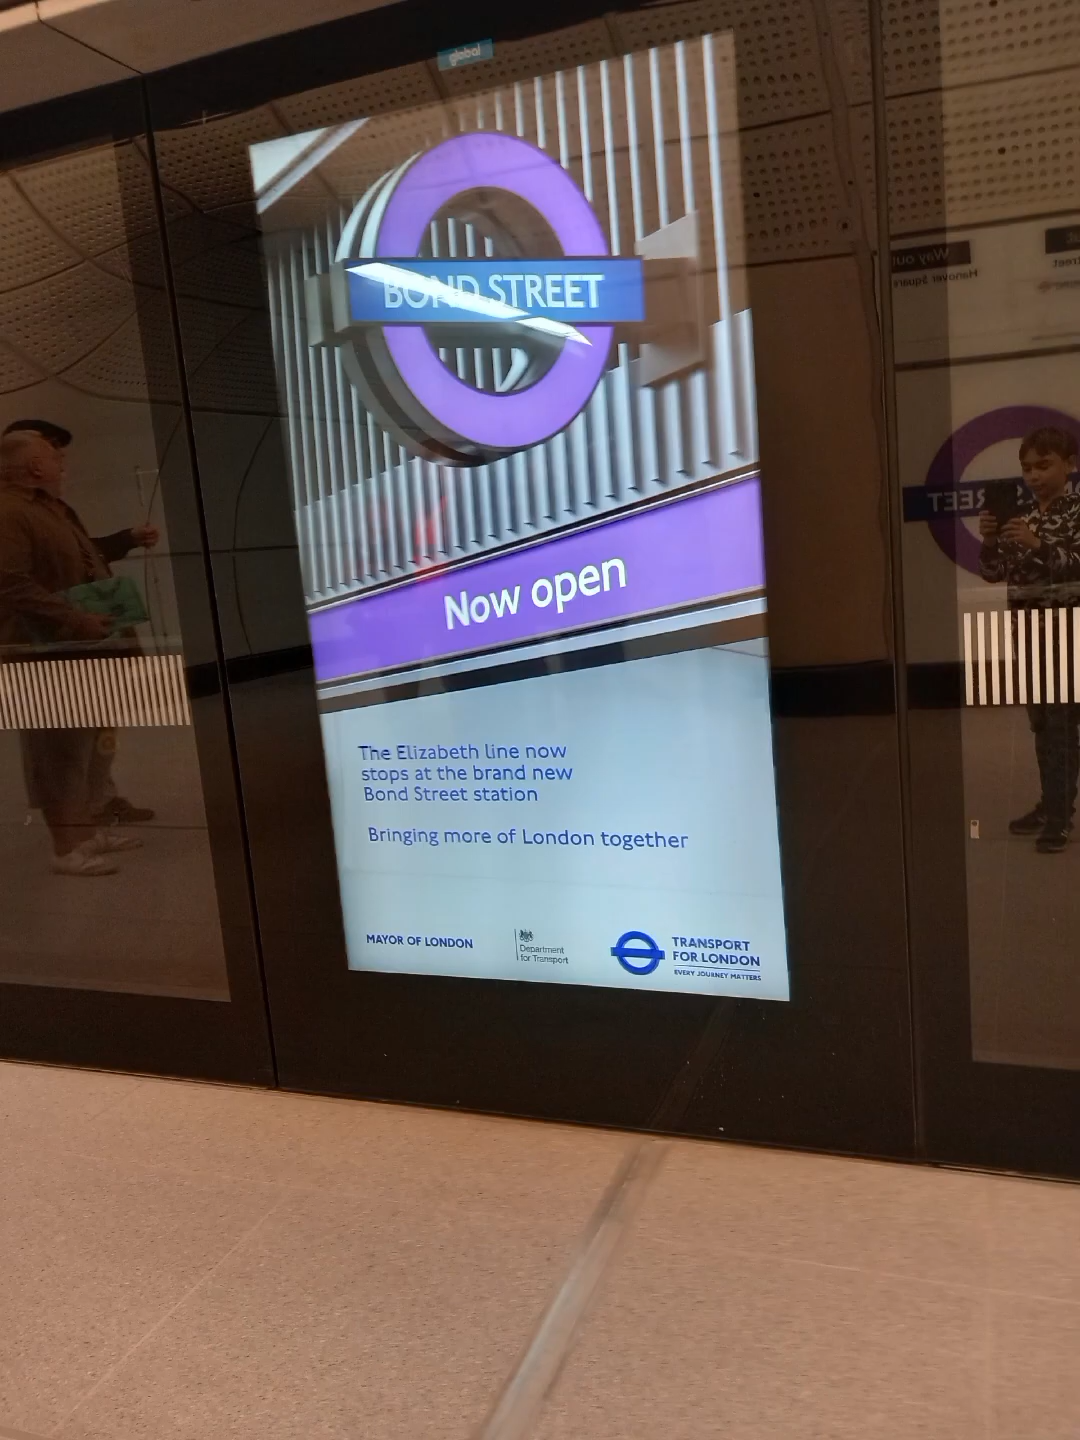 global
BOND STREET
Now open
The Elizabeth line now
stops at the brand new
Bond Street station
Bringing more of London together
MAYOR OF LONDON
Department
for Transport
TRANSPORT
FOR LONDON
EVERY JOURNEY MATTERS
Way out
Hanover Square